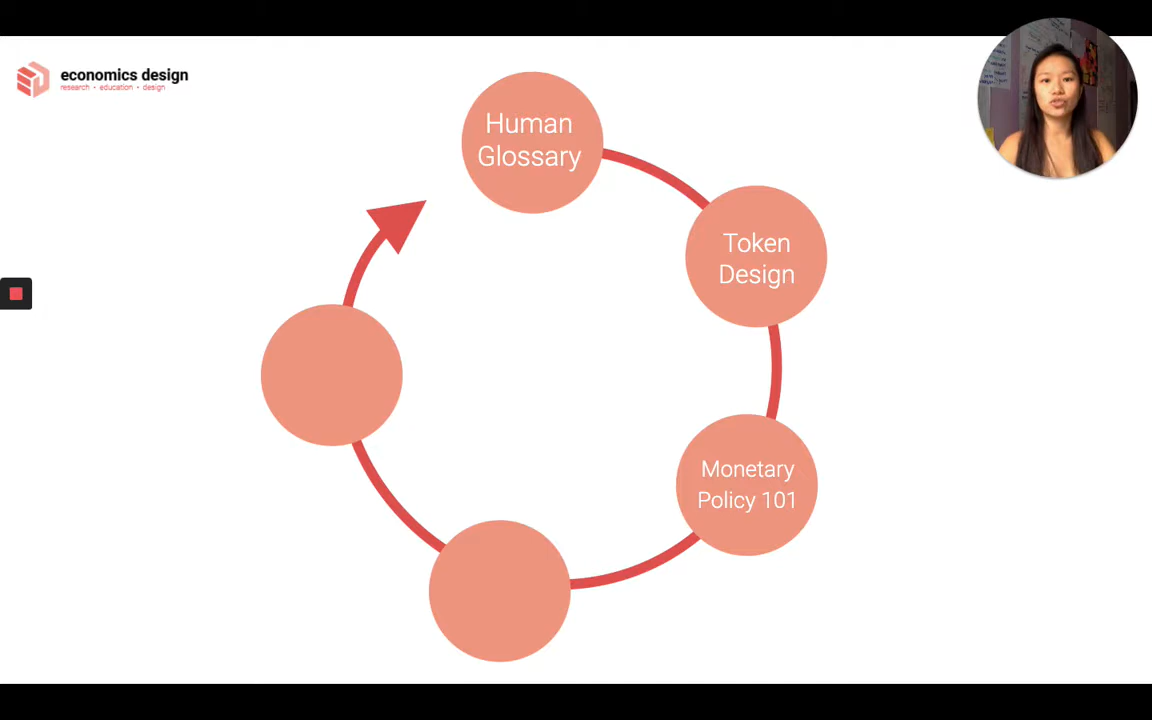 economics design
research • education • design
Human
Glossary
Token
Design
Monetary
Policy 101